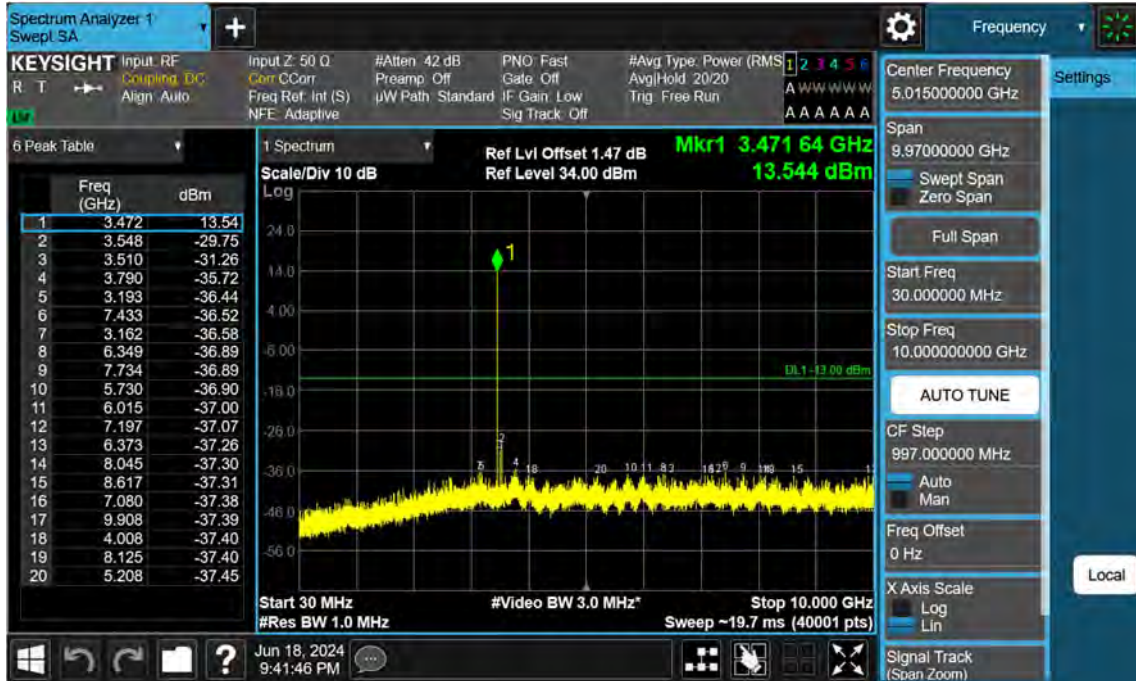 Spectrum Analyzer 1
Swept SA
+
Frequency
KEYSIGHT
R T
Input: RF
Coupling: DC
Align: Auto
Input Z: 50 Ω
Corr CCorr
Freq Ref: Int (S)
NFE: Adaptive
#Atten: 42 dB
Preamp: Off
µW Path: Standard
PNO: Fast
Gate: Off
IF Gain: Low
Sig Track: Off
#Avg Type: Power (RMS
Avg|Hold: 20/20
Trig: Free Run
1 2 3 4 5 6
A W W W W W
A A A A A A
6 Peak Table
Freq
(GHz)
dBm
1 3.472 13.54
2 3.548 -29.75
3 3.510 -31.26
4 3.790 -35.72
5 3.193 -36.44
6 7.433 -36.52
7 3.162 -36.58
8 6.349 -36.89
9 7.734 -36.89
10 5.730 -36.90
11 6.015 -37.00
12 7.197 -37.07
13 6.373 -37.26
14 8.045 -37.30
15 8.617 -37.31
16 7.080 -37.38
17 9.908 -37.39
18 4.008 -37.40
19 8.125 -37.40
20 5.208 -37.45
1 Spectrum
Scale/Div 10 dB
Ref Lvl Offset 1.47 dB
Ref Level 34.00 dBm
Mkr1 3.471 64 GHz
13.544 dBm
Log
24.0
14.0
4.00
-6.00
-16.0
-26.0
-36.0
-46.0
-56.0
1
DL1 -13.00 dBm
2
4
18
20
10 11
9
15
Start 30 MHz
#Res BW 1.0 MHz
#Video BW 3.0 MHz*
Stop 10.000 GHz
Sweep ~19.7 ms (40001 pts)
Jun 18, 2024
9:41:46 PM
?
Center Frequency
5.015000000 GHz
Span
9.97000000 GHz
Swept Span
Zero Span
Full Span
Start Freq
30.000000 MHz
Stop Freq
10.000000000 GHz
AUTO TUNE
CF Step
997.000000 MHz
Auto
Man
Freq Offset
0 Hz
X Axis Scale
Log
Lin
Signal Track
(Span Zoom)
Settings
Local